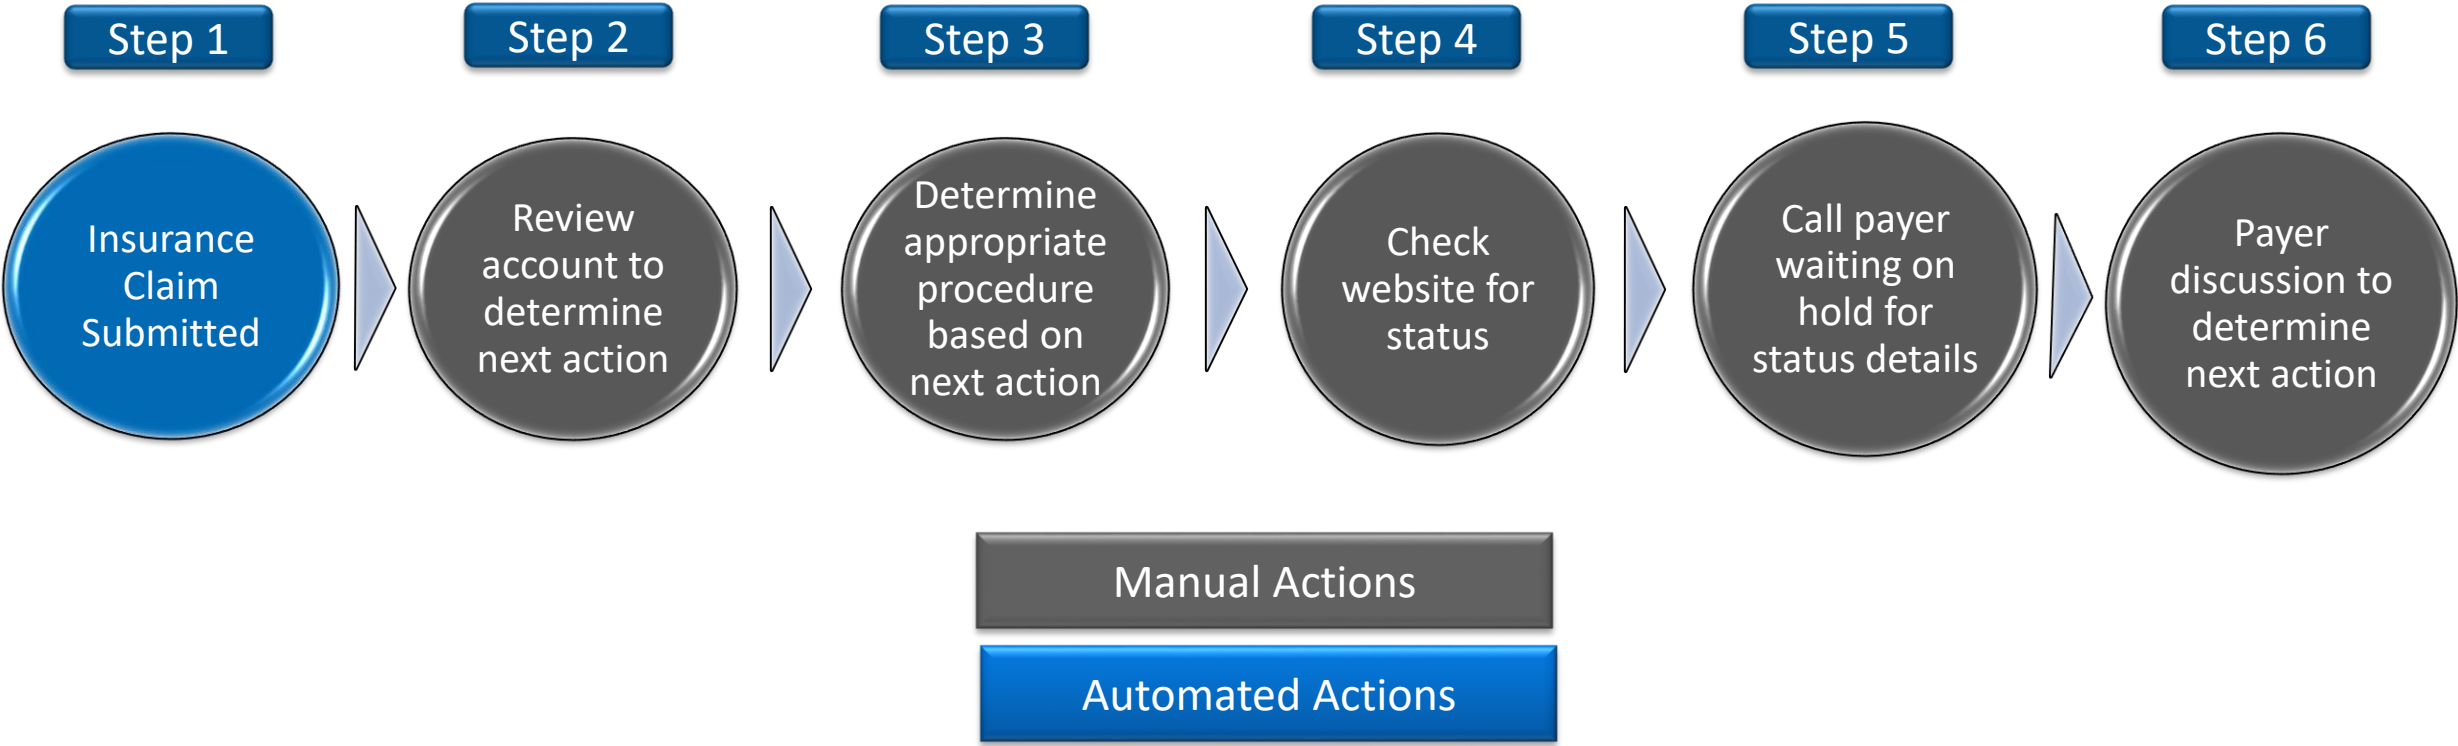 Step 1
Step 2
Step 3
Step 4
Step 5
Step 6
Insurance
Claim
Submitted
Review
account to
determine
next action
Determine
appropriate
procedure
based on
next action
Check
website for
status
Call payer
waiting on
hold for
status details
Payer
discussion to
determine
next action
Manual Actions
Automated Actions